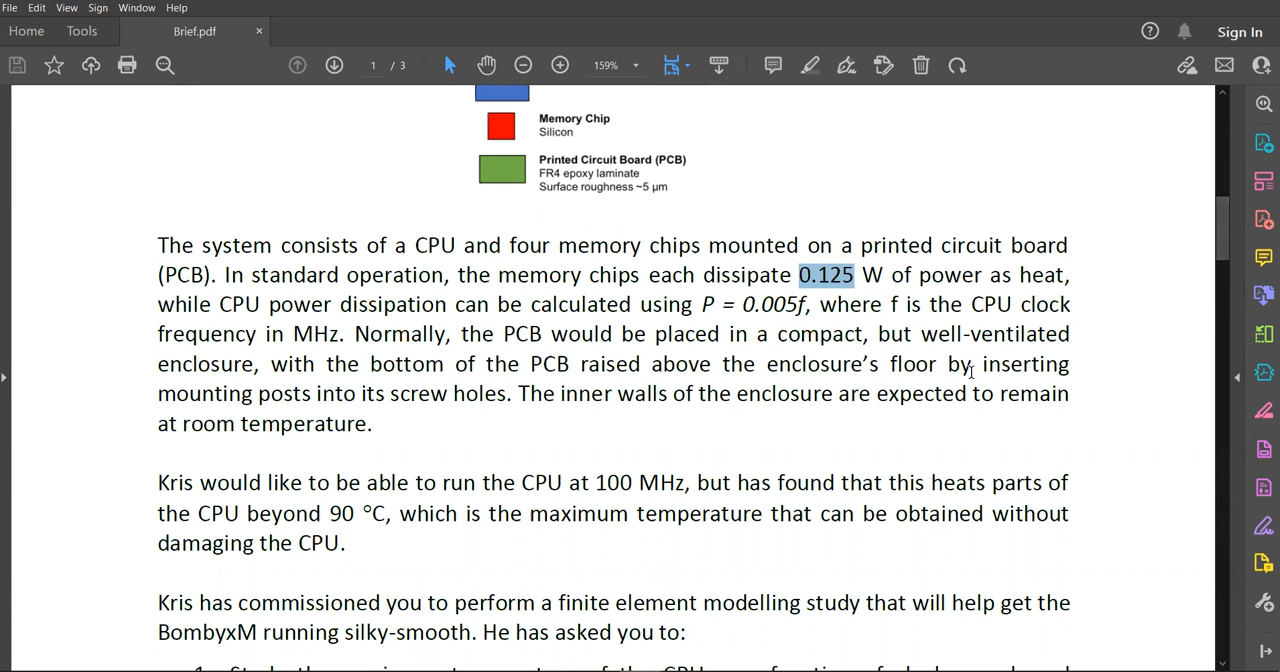 File Edit View Sign Window Help
Home Tools Brief.pdf × Sign In
1 / 3 159%
Memory Chip
Silicon
Printed Circuit Board (PCB)
FR4 epoxy laminate
Surface roughness ~5 μm
The system consists of a CPU and four memory chips mounted on a printed circuit board
(PCB). In standard operation, the memory chips each dissipate 0.125 W of power as heat,
while CPU power dissipation can be calculated using P = 0.005f, where f is the CPU clock
frequency in MHz. Normally, the PCB would be placed in a compact, but well-ventilated
enclosure, with the bottom of the PCB raised above the enclosure’s floor by inserting
mounting posts into its screw holes. The inner walls of the enclosure are expected to remain
at room temperature.
Kris would like to be able to run the CPU at 100 MHz, but has found that this heats parts of
the CPU beyond 90 °C, which is the maximum temperature that can be obtained without
damaging the CPU.
Kris has commissioned you to perform a finite element modelling study that will help get the
BombyxM running silky-smooth. He has asked you to: